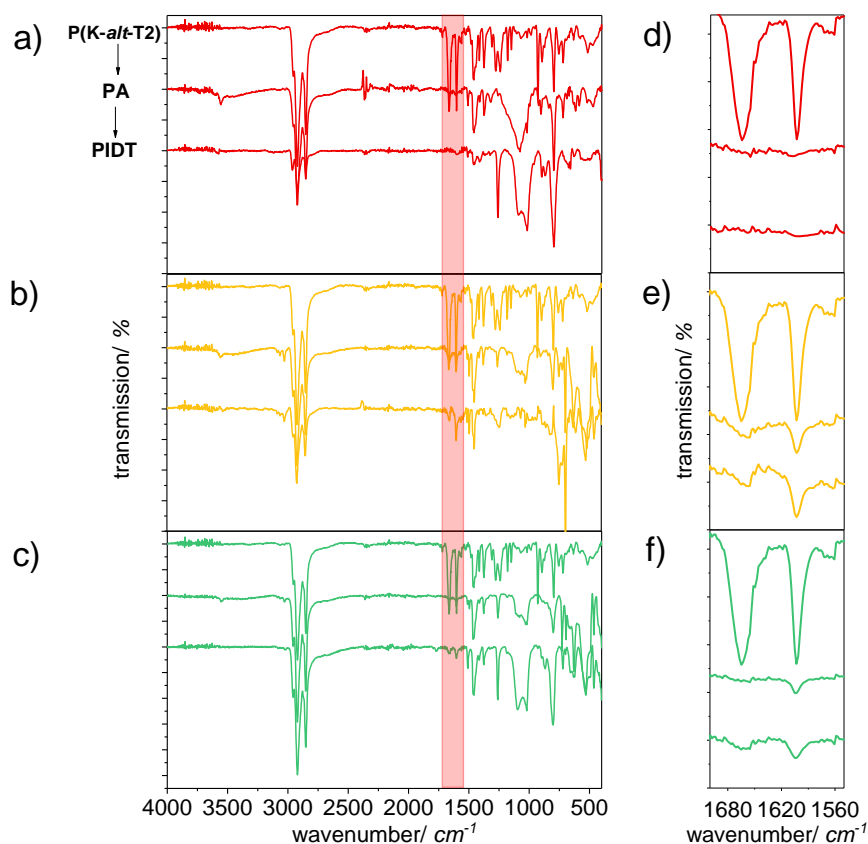 a)
P(K-alt-T2)
PA
PIDT
b)
c)
transmission/ %
4000 3000 2500 2000 1500 1000 500
wavenumber/ cm-1
d)
e)
f)
transmission/ %
1680 1620 1560
wavenumber/ cm-1